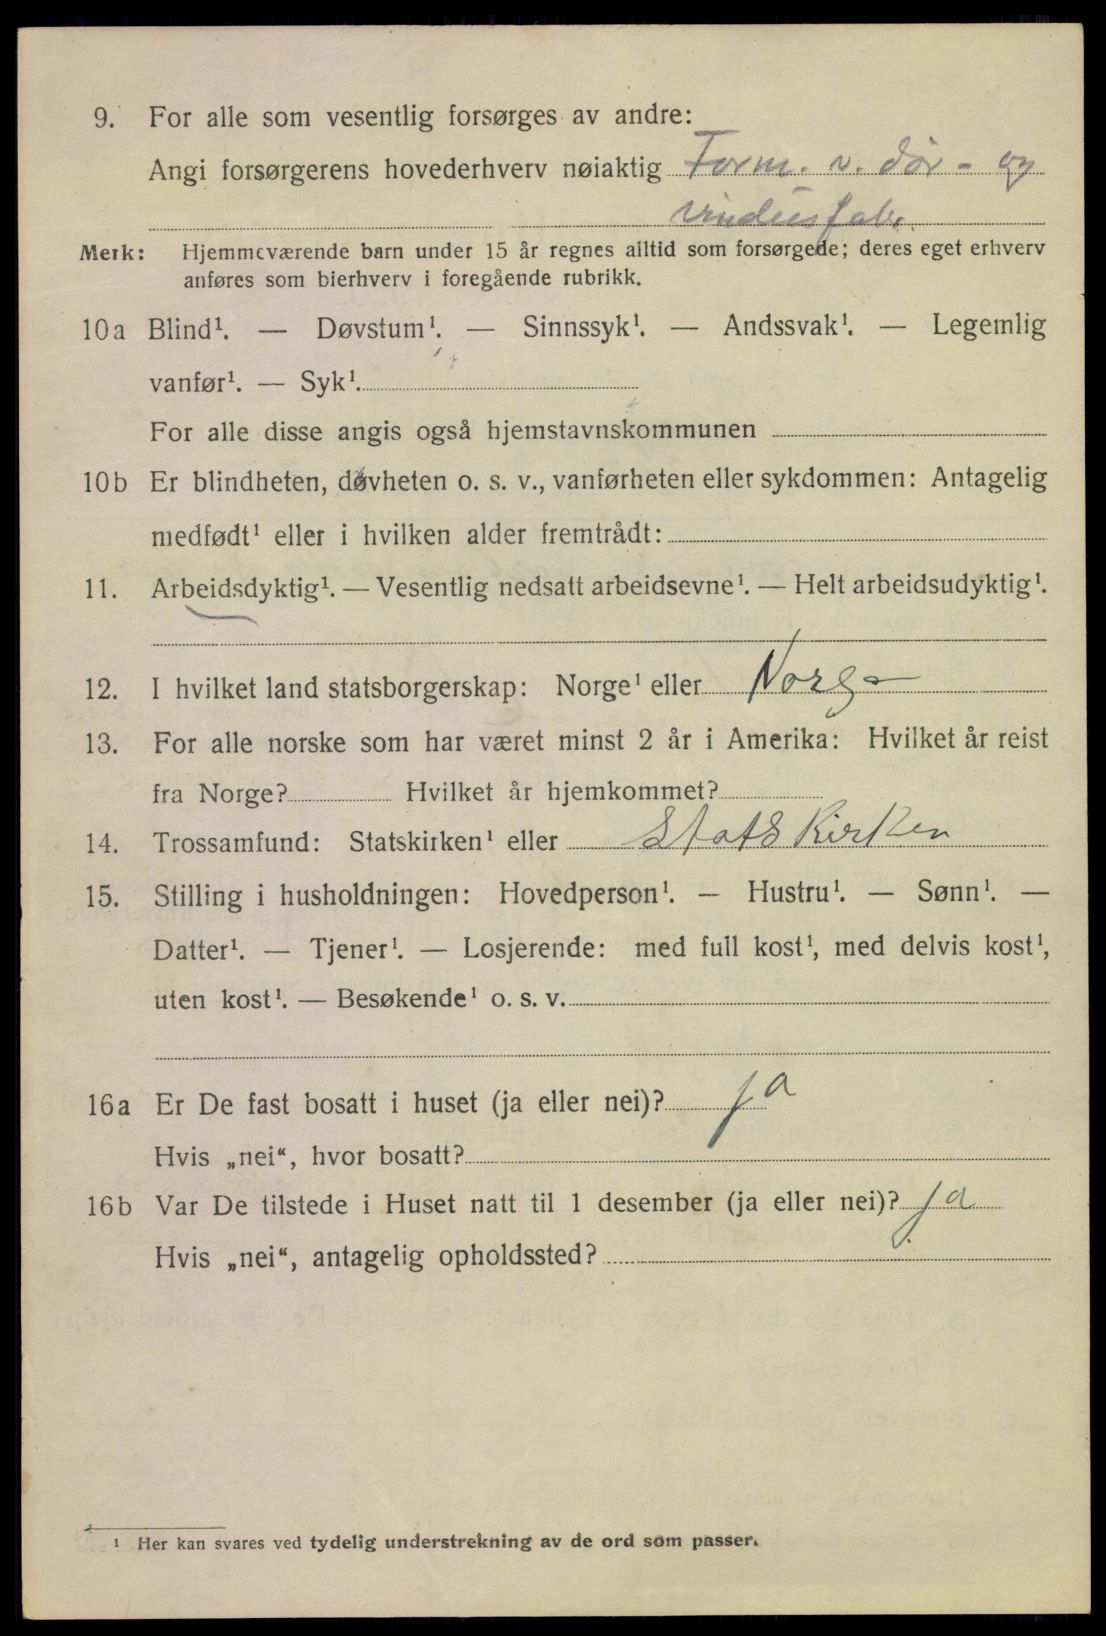 9. For alle som vesentlig forsørges av andre:
Angi forsørgerens hovederhverv nøiaktig Form. v. dør- og
vindusfabr.
Merk: Hjemmeværende barn under 15 år regnes alltid som forsørgede; deres eget erhverv
anføres som bierhverv i foregående rubrikk.
10a Blind¹. — Døvstum¹. — Sinnssyk¹. — Andssvak¹. — Legemlig
vanfør¹. — Syk¹.
For alle disse angis også hjemstavnskommunen
10b Er blindheten, døvheten o. s. v., vanførheten eller sykdommen: Antagelig
medfødt¹ eller i hvilken alder fremtrådt:
11. Arbeidsdyktig¹. — Vesentlig nedsatt arbeidsevne¹. — Helt arbeidsudyktig¹.
12. I hvilket land statsborgerskap: Norge¹ eller Norge
13. For alle norske som har været minst 2 år i Amerika: Hvilket år reist
fra Norge? Hvilket år hjemkommet?
14. Trossamfund: Statskirken¹ eller Statskirken
15. Stilling i husholdningen: Hovedperson¹. — Hustru¹. — Sønn¹. —
Datter¹. — Tjener¹. — Losjerende: med full kost¹, med delvis kost¹,
uten kost¹. — Besøkende¹ o. s. v.
16a Er De fast bosatt i huset (ja eller nei)? ja
Hvis „nei“, hvor bosatt?
16b Var De tilstede i Huset natt til 1 desember (ja eller nei)? ja
Hvis „nei“, antagelig opholdssted?
¹ Her kan svares ved tydelig understrekning av de ord som passer.